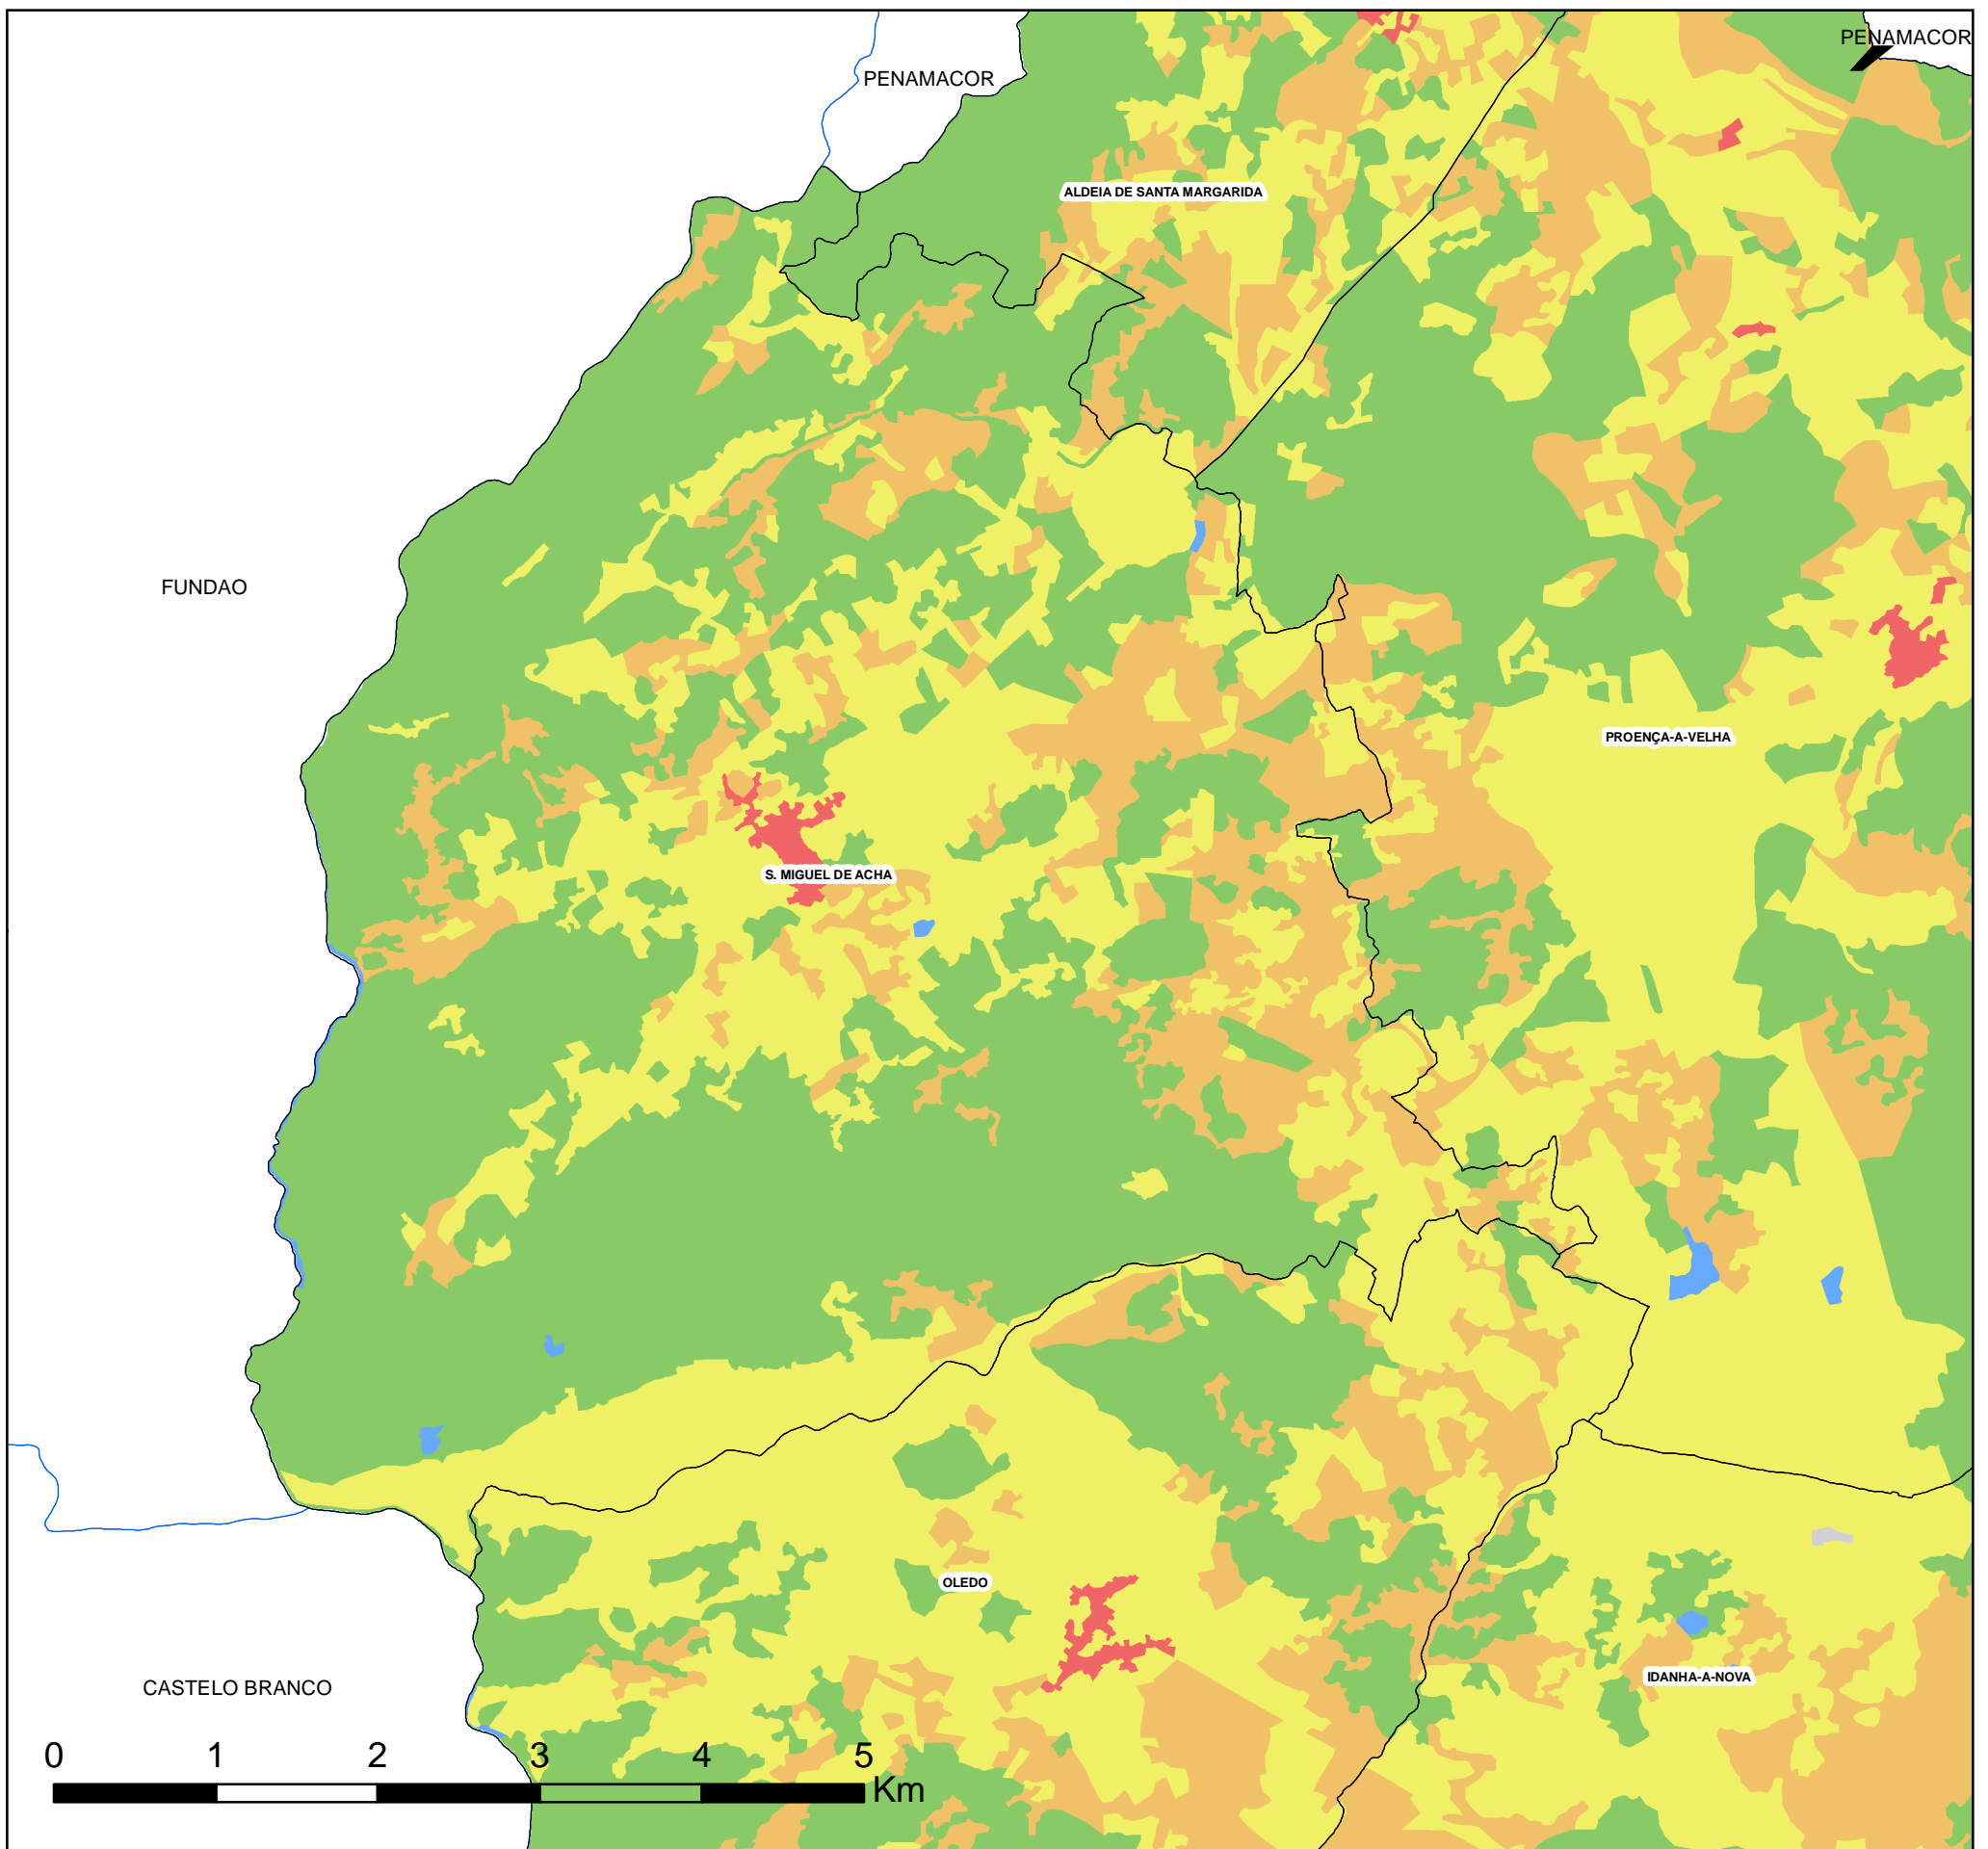 PENAMACOR
PENAMACOR
ALDEIA DE SANTA MARGARIDA
FUNDAO
PROENÇA-A-VELHA
S. MIGUEL DE ACHA
OLEDO
IDANHA-A-NOVA
CASTELO BRANCO
0 1 2 3 4 5
Km